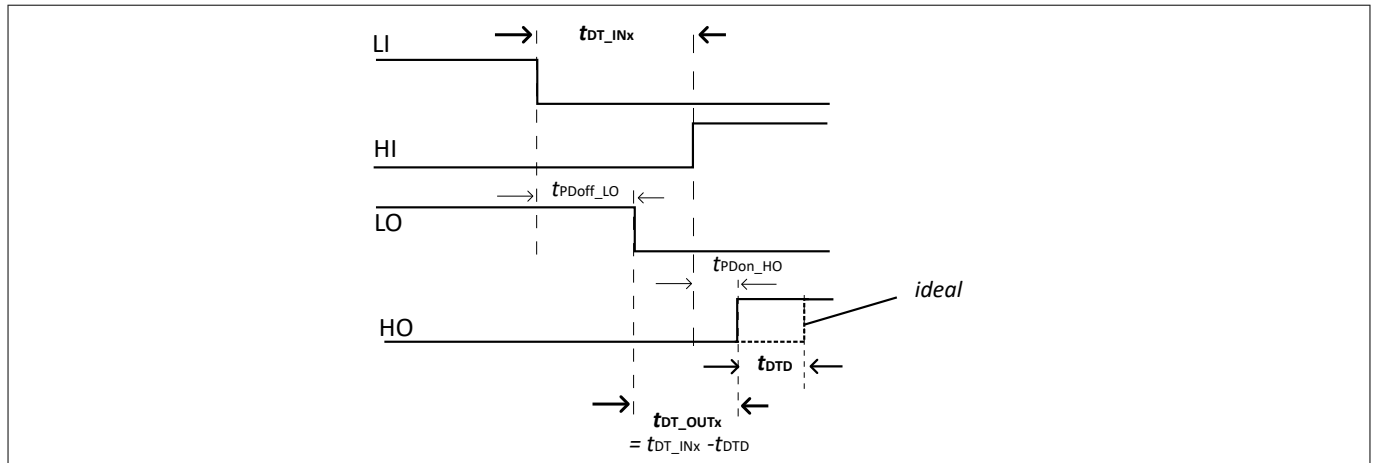 tDT_INx
LI
HI
tPDoff_LO
LO
tPDon_HO
ideal
HO
tDTD
tDT_OUTx
= tDT_INx -tDTD